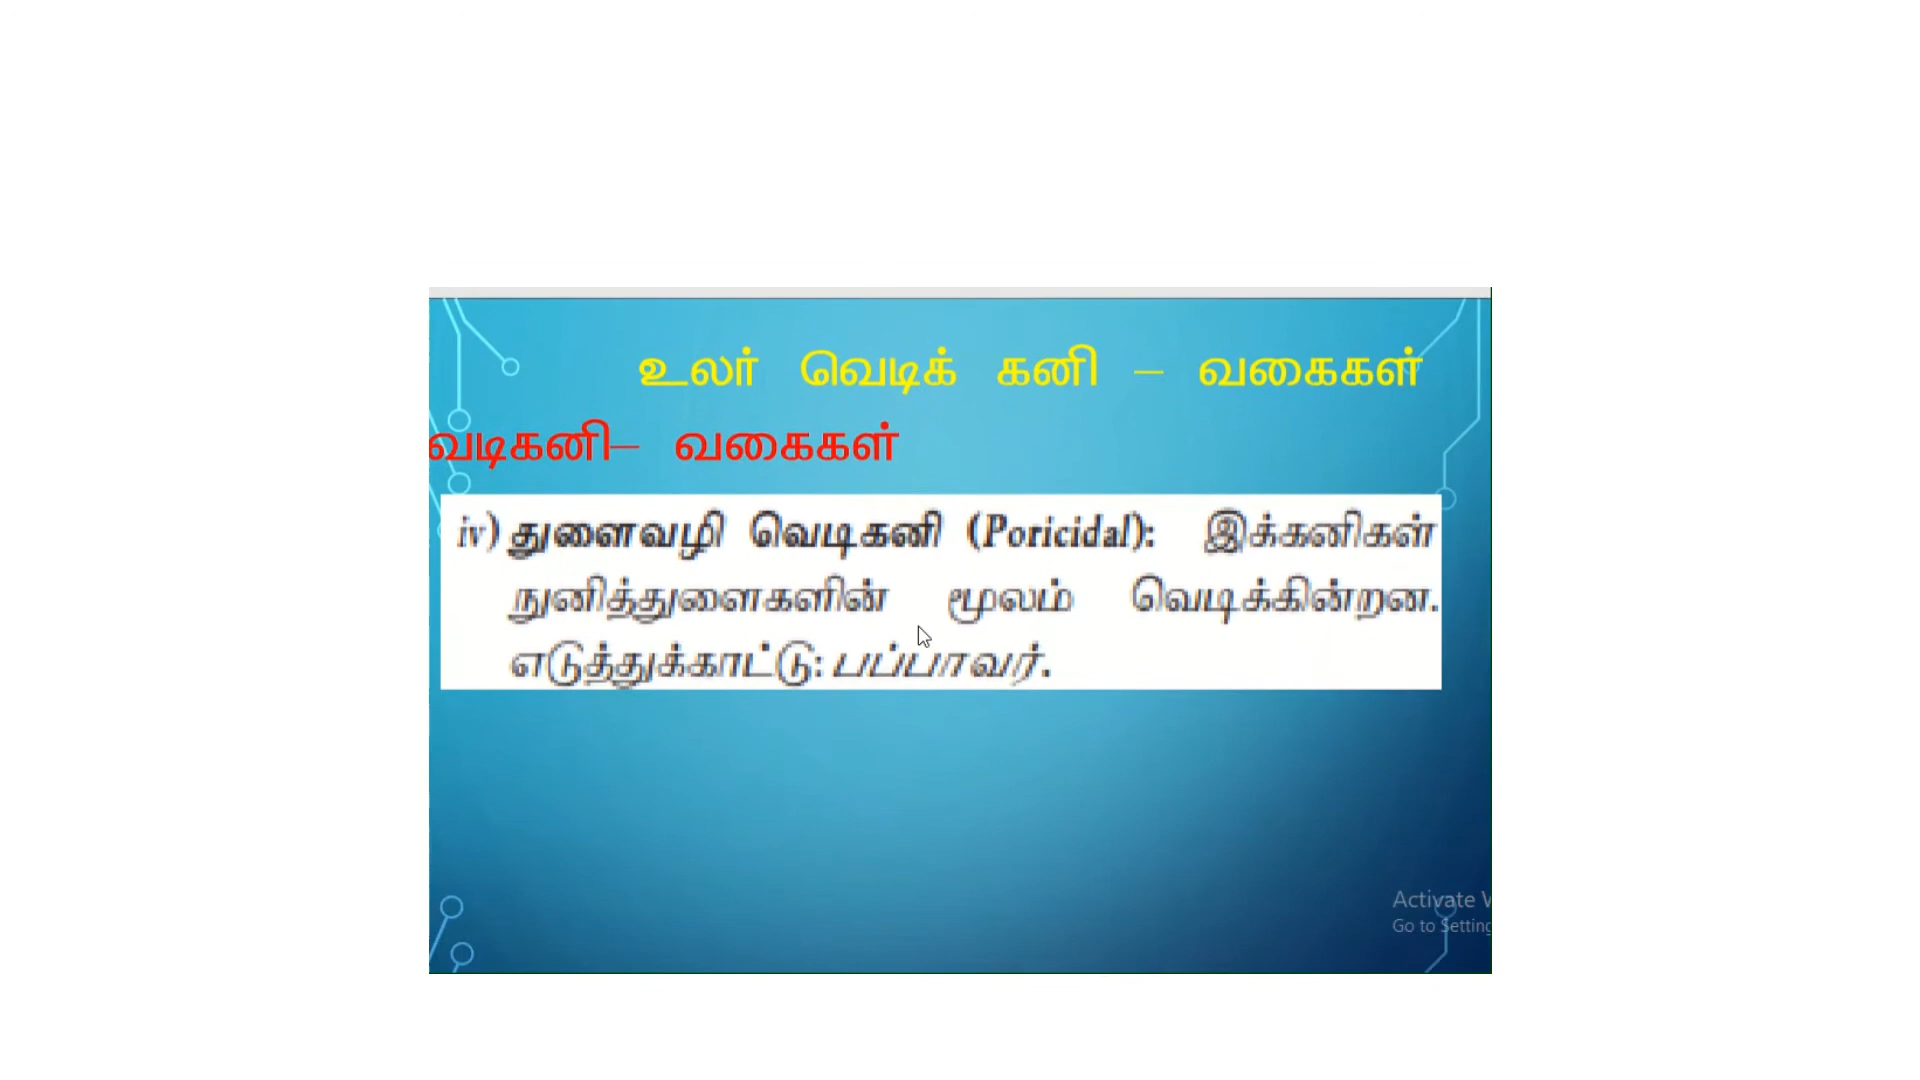 உலர் வெடிக் கனி – வகைகள்
வடிகனி– வகைகள்
iv) துளைவழி வெடிகனி (Poricidal): இக்கனிகள்
நுனித்துளைகளின் மூலம் வெடிக்கின்றன.
எடுத்துக்காட்டு: பப்பாவர்.
Activate
Go to Setting